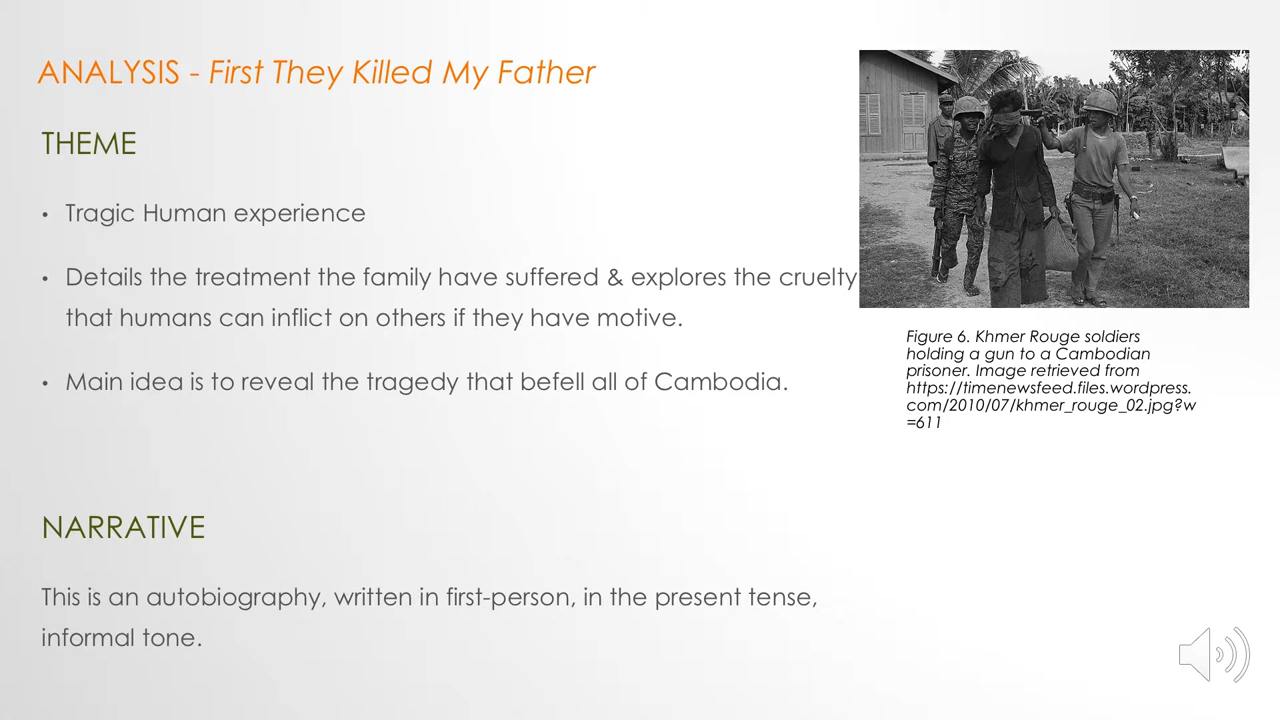 ANALYSIS - First They Killed My Father
THEME
• Tragic Human experience
• Details the treatment the family have suffered & explores the cruelty
that humans can inflict on others if they have motive.
• Main idea is to reveal the tragedy that befell all of Cambodia.
Figure 6. Khmer Rouge soldiers
holding a gun to a Cambodian
prisoner. Image retrieved from
https://timenewsfeed.files.wordpress.
com/2010/07/khmer_rouge_02.jpg?w
=611
NARRATIVE
This is an autobiography, written in first-person, in the present tense,
informal tone.